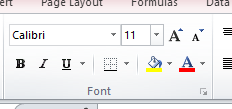 Page Layout Formulas Data
Calibri 11 A A
B I U A
Font